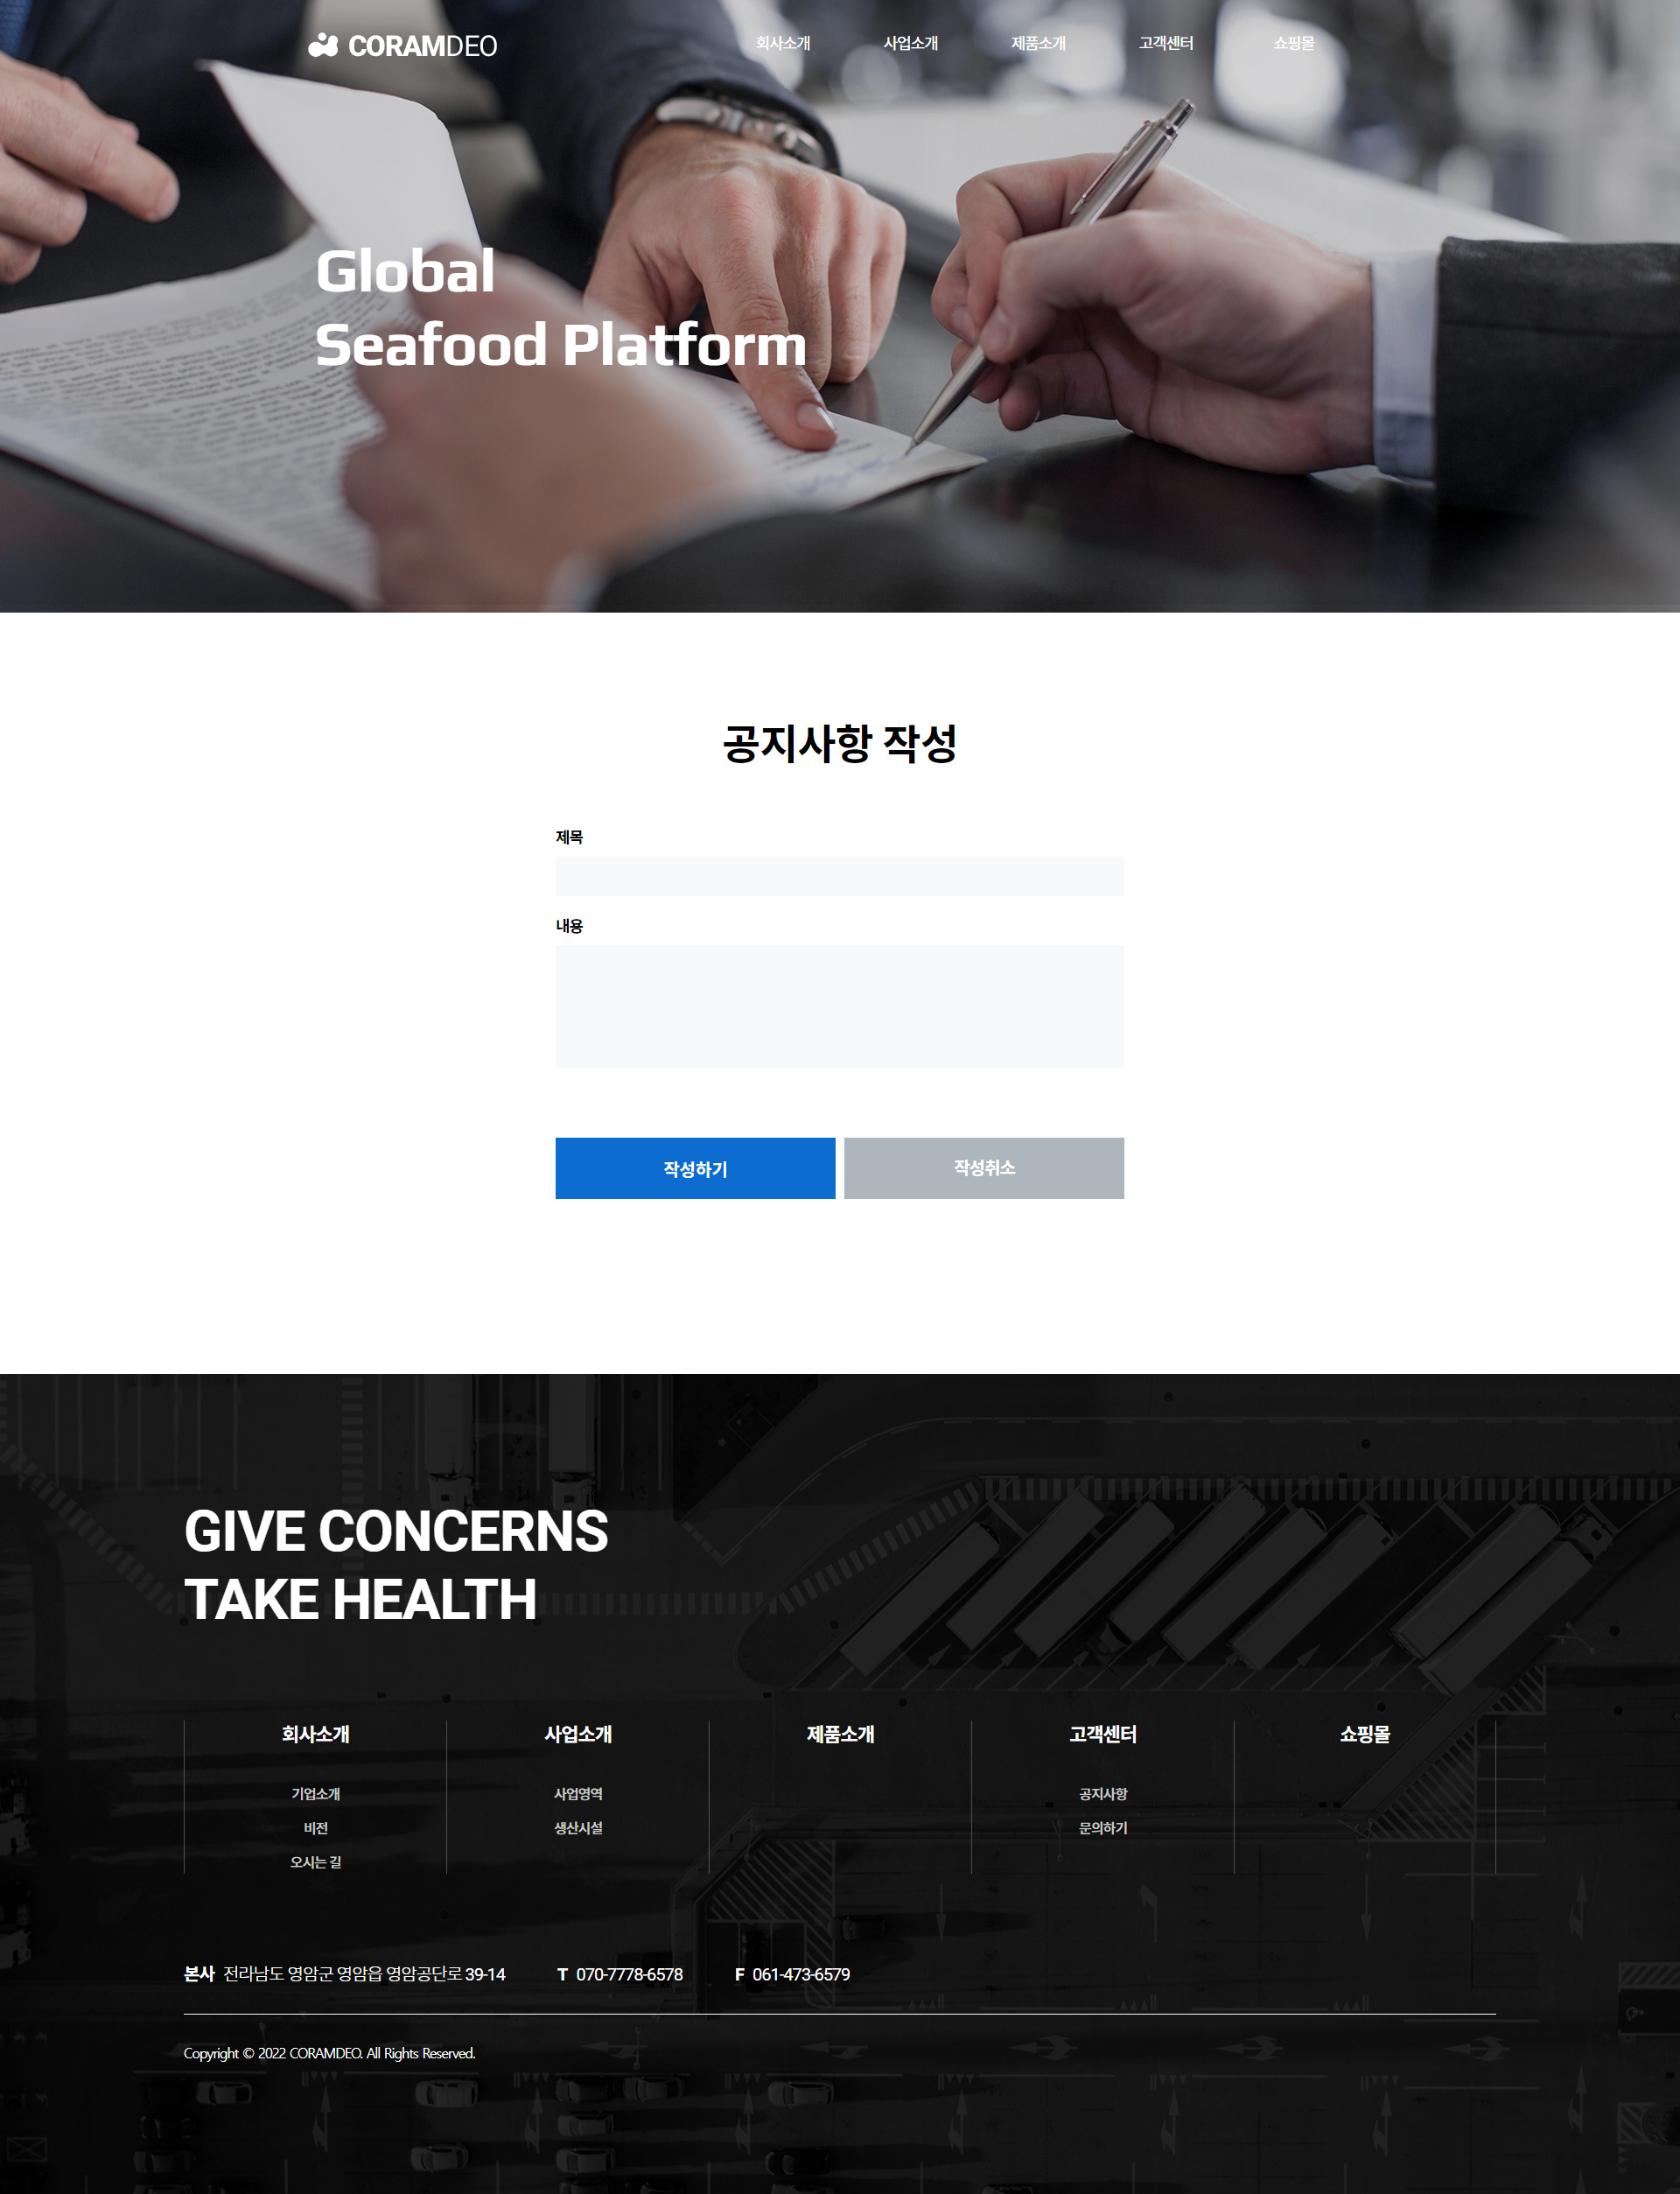 CORAMDEO
회사소개 사업소개 제품소개 고객센터 쇼핑몰
Global
Seafood Platform
공지사항 작성
제목
내용
작성하기 작성취소
GIVE CONCERNS
TAKE HEALTH
회사소개 사업소개 제품소개 고객센터 쇼핑몰
기업소개 사업영역 공지사항
비전 생산시설 문의하기
오시는 길
본사 전라남도 영암군 영암읍 영암공단로 39-14 T 070-7778-6578 F 061-473-6579
Copyright © 2022 CORAMDEO. All Rights Reserved.